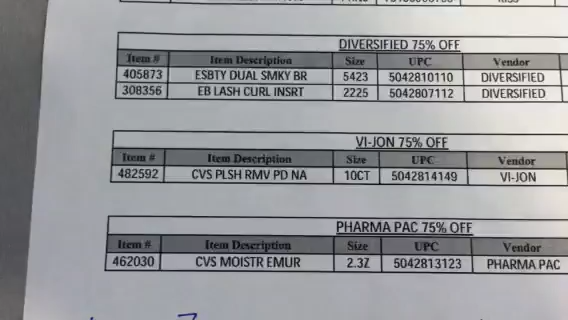 DIVERSIFIED 75% OFF
Item # Item Description Size UPC Vendor
405873 ESBTY DUAL SMKY BR 5423 5042810110 DIVERSIFIED
308356 EB LASH CURL INSRT 2225 5042807112 DIVERSIFIED
VI-JON 75% OFF
Item # Item Description Size UPC Vendor
482592 CVS PLSH RMV PD NA 10CT 5042814149 VI-JON
PHARMA PAC 75% OFF
Item # Item Description Size UPC Vendor
462030 CVS MOISTR EMUR 2.3Z 5042813123 PHARMA PAC